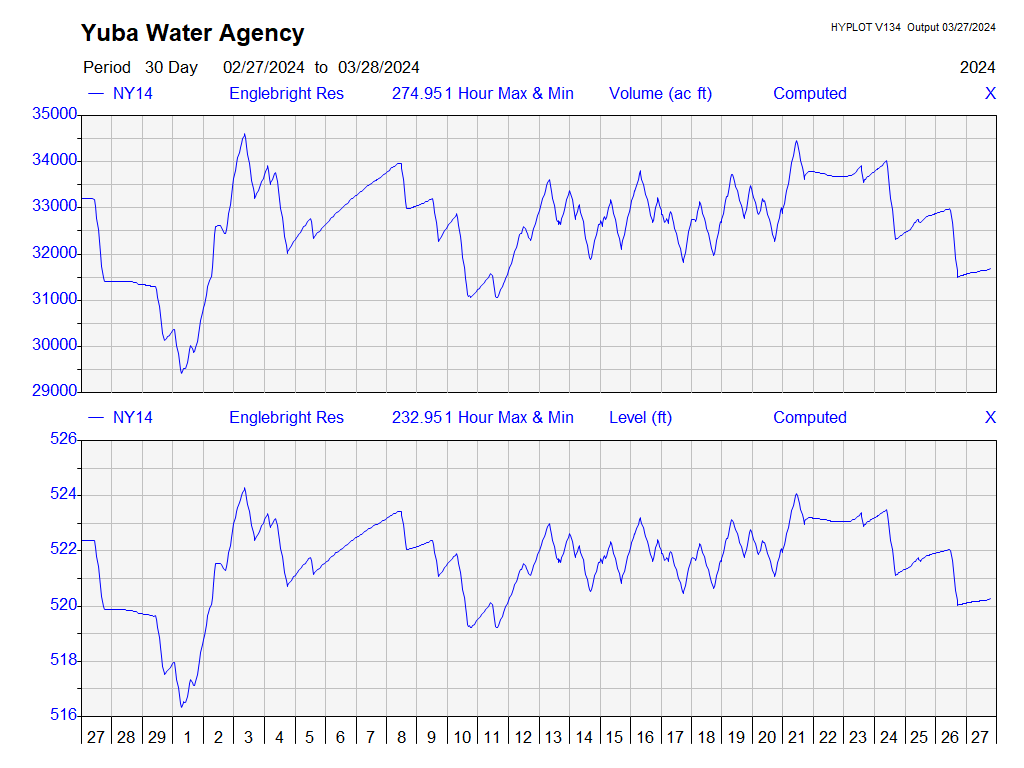 Yuba Water Agency
HYPLOT V134 Output 03/27/2024
Period 30 Day 02/27/2024 to 03/28/2024 2024
NY14 Englebright Res 274.951 Hour Max & Min Volume (ac ft) Computed X
35000
34000
33000
32000
31000
30000
29000
NY14 Englebright Res 232.951 Hour Max & Min Level (ft) Computed X
526
524
522
520
518
516
27 28 29 1 2 3 4 5 6 7 8 9 10 11 12 13 14 15 16 17 18 19 20 21 22 23 24 25 26 27